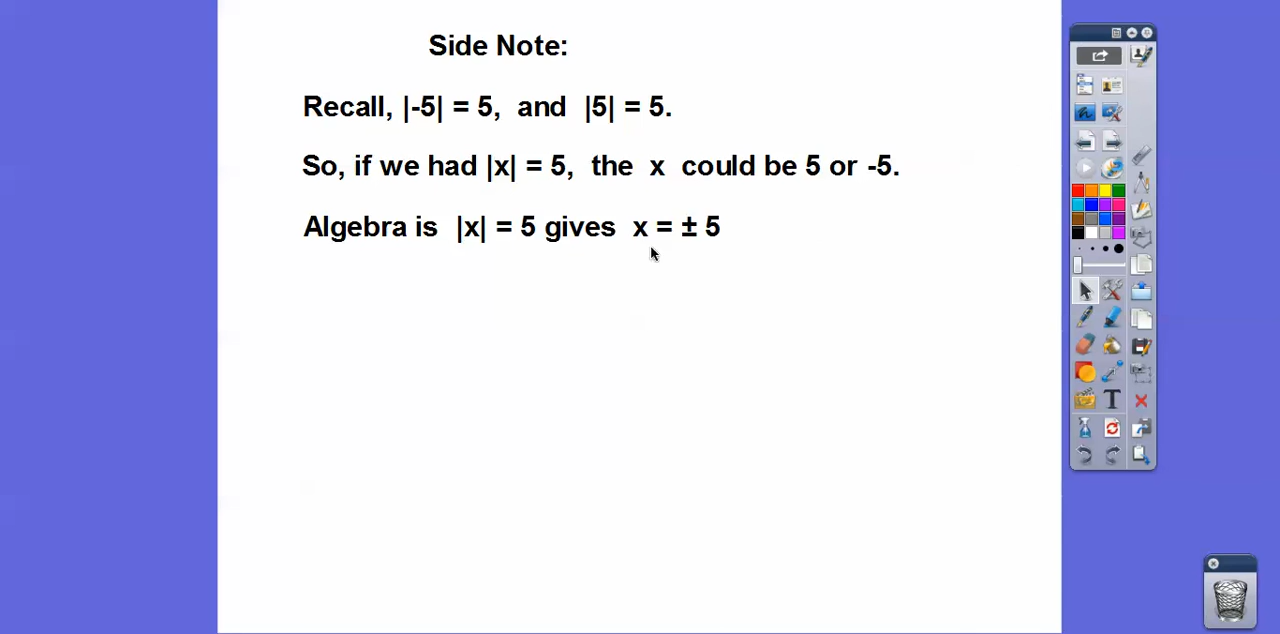 Side Note:
Recall, |-5| = 5, and |5| = 5.
So, if we had |x| = 5, the x could be 5 or -5.
Algebra is |x| = 5 gives x = ± 5
T